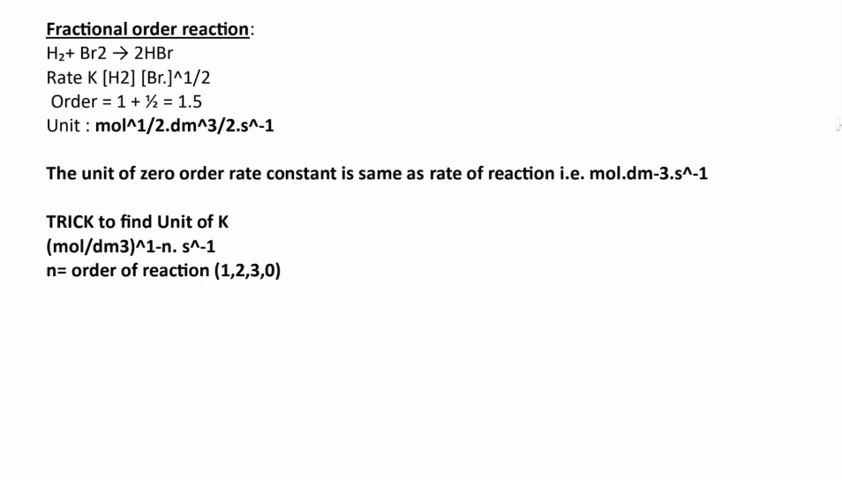 Fractional order reaction:
H₂+ Br2 → 2HBr
Rate K [H2] [Br.]^1/2
Order = 1 + ½ = 1.5
Unit : mol^1/2.dm^3/2.s^-1
The unit of zero order rate constant is same as rate of reaction i.e. mol.dm-3.s^-1
TRICK to find Unit of K
(mol/dm3)^1-n. s^-1
n= order of reaction (1,2,3,0)